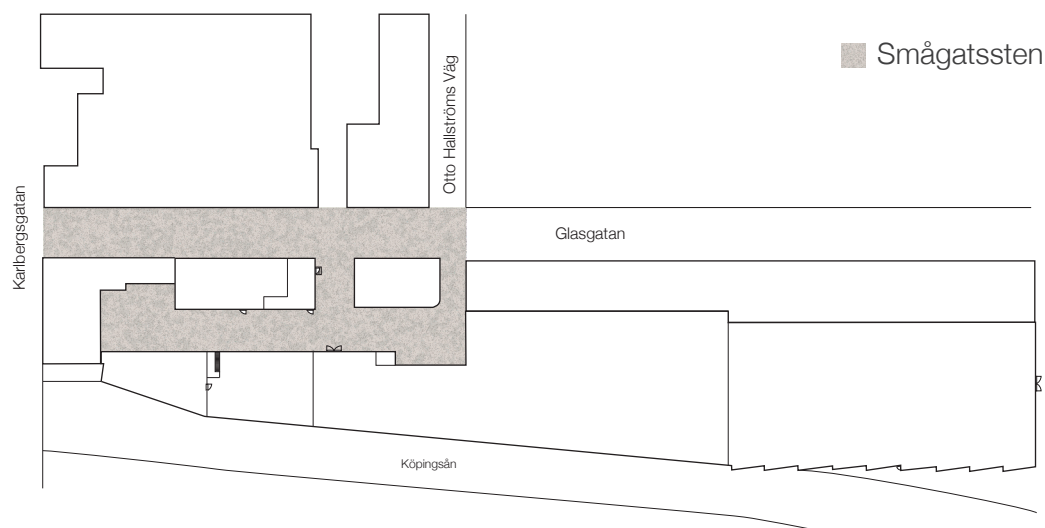 Smågatssten
Otto Hallströms Väg
Karlbergsgatan
Glasgatan
Köpingsån